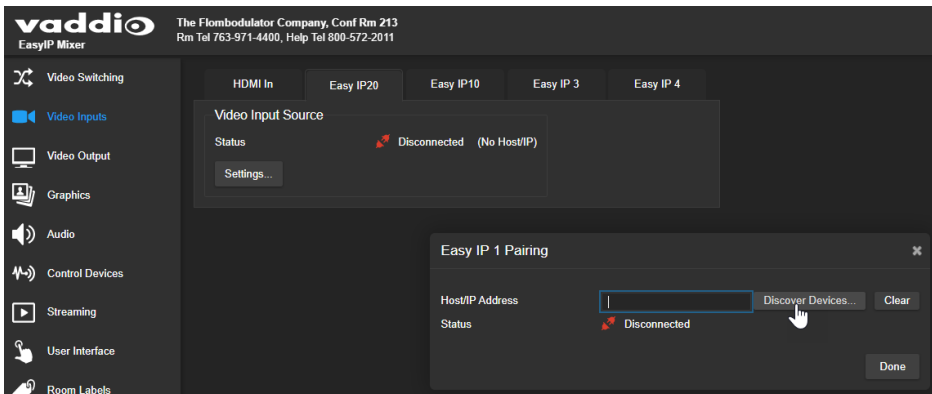 vaddio
EasyIP Mixer
The Flombodulator Company, Conf Rm 213
Rm Tel 763-971-4400, Help Tel 800-572-2011
Video Switching
Video Inputs
Video Output
Graphics
Audio
Control Devices
Streaming
User Interface
Room Labels
HDMI In
Easy IP20
Easy IP10
Easy IP 3
Easy IP 4
Video Input Source
Status Disconnected (No Host/IP)
Settings...
Easy IP 1 Pairing
Host/IP Address Discover Devices... Clear
Status Disconnected
Done